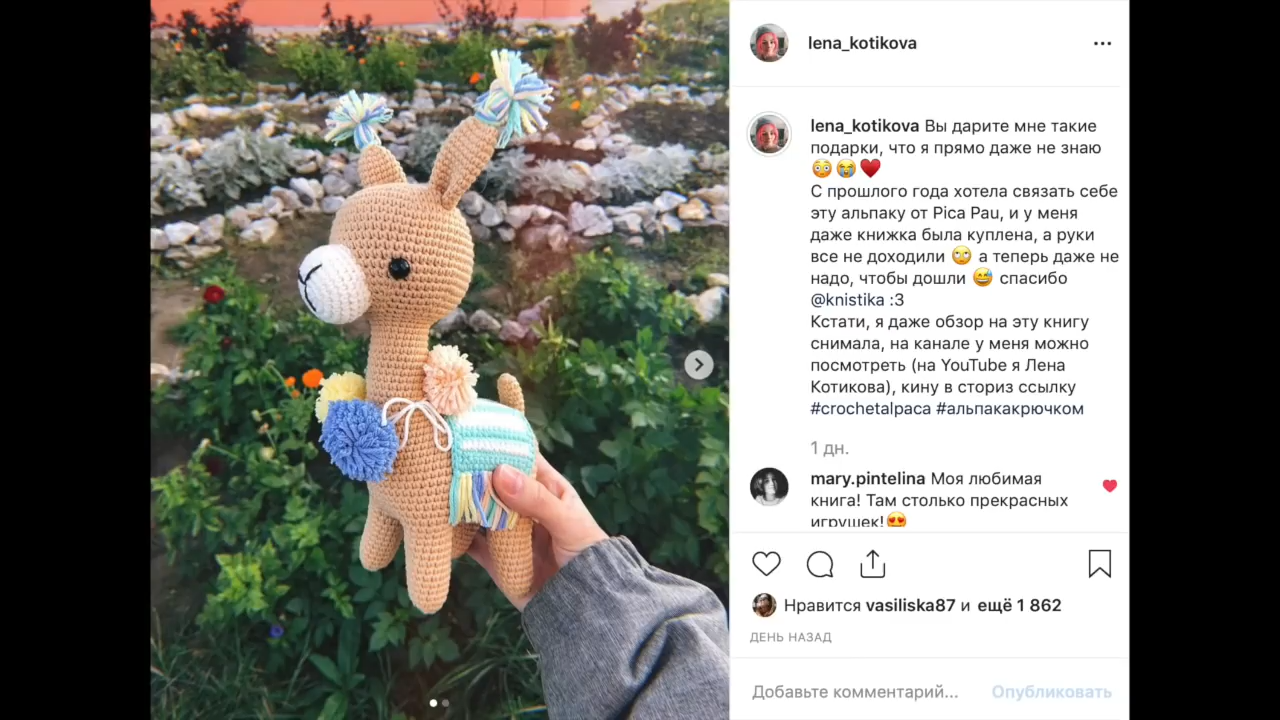 lena_kotikova
lena_kotikova Вы дарите мне такие
подарки, что я прямо даже не знаю
😳😭♥️
С прошлого года хотела связать себе
эту альпаку от Pica Pau, и у меня
даже книжка была куплена, а руки
все не доходили 🙄 а теперь даже не
надо, чтобы дошли 😅 спасибо
@knistika :3
Кстати, я даже обзор на эту книгу
снимала, на канале у меня можно
посмотреть (на YouTube я Лена
Котикова), кину в сториз ссылку
#crochetalpaca #альпакакрючком
1 дн.
mary.pintelina Моя любимая
книга! Там столько прекрасных
игрушек!😍
Нравится vasiliska87 и ещё 1 862
ДЕНЬ НАЗАД
Добавьте комментарий... Опубликовать